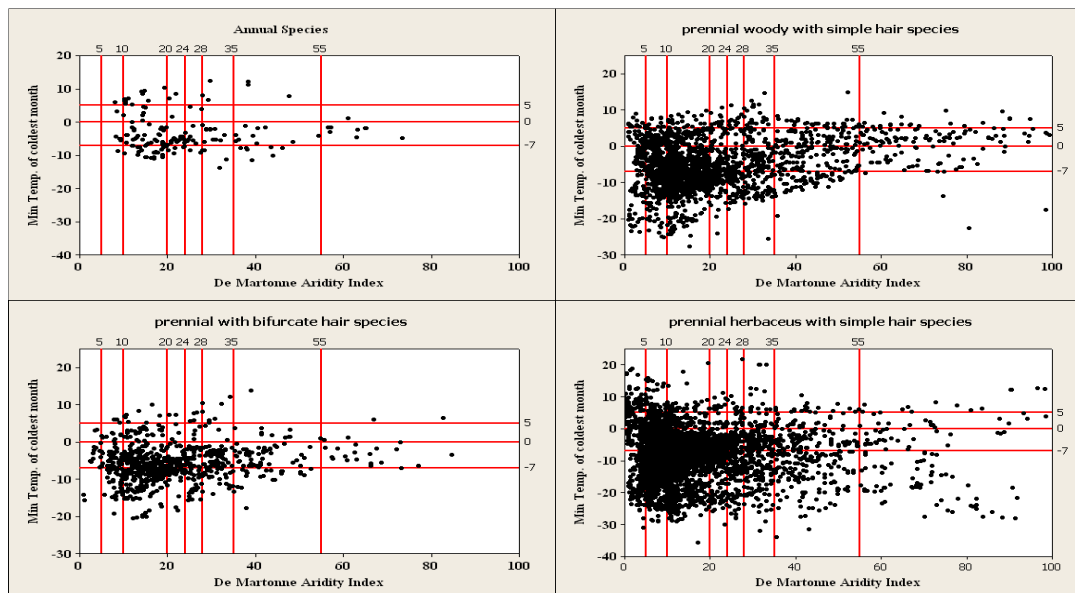 Annual Species
5 10 20 24 28 35 55
20
10
0
-10
-20
-30
-40
5
0
-7
0 20 40 60 80 100
Min Temp. of coldest month
De Martonne Aridity Index
prennial woody with simple hair species
5 10 20 24 28 35 55
20
10
0
-10
-20
-30
5
0
-7
0 20 40 60 80 100
Min Temp. of coldest month
De Martonne Aridity Index
prennial with bifurcate hair species
5 10 20 24 28 35 55
20
10
0
-10
-20
-30
5
0
-7
0 20 40 60 80 100
Min Temp. of coldest month
De Martonne Aridity Index
prennial herbaceus with simple hair species
5 10 20 24 28 35 55
20
10
0
-10
-20
-30
-40
5
0
-7
0 20 40 60 80 100
Min Temp. of coldest month
De Martonne Aridity Index